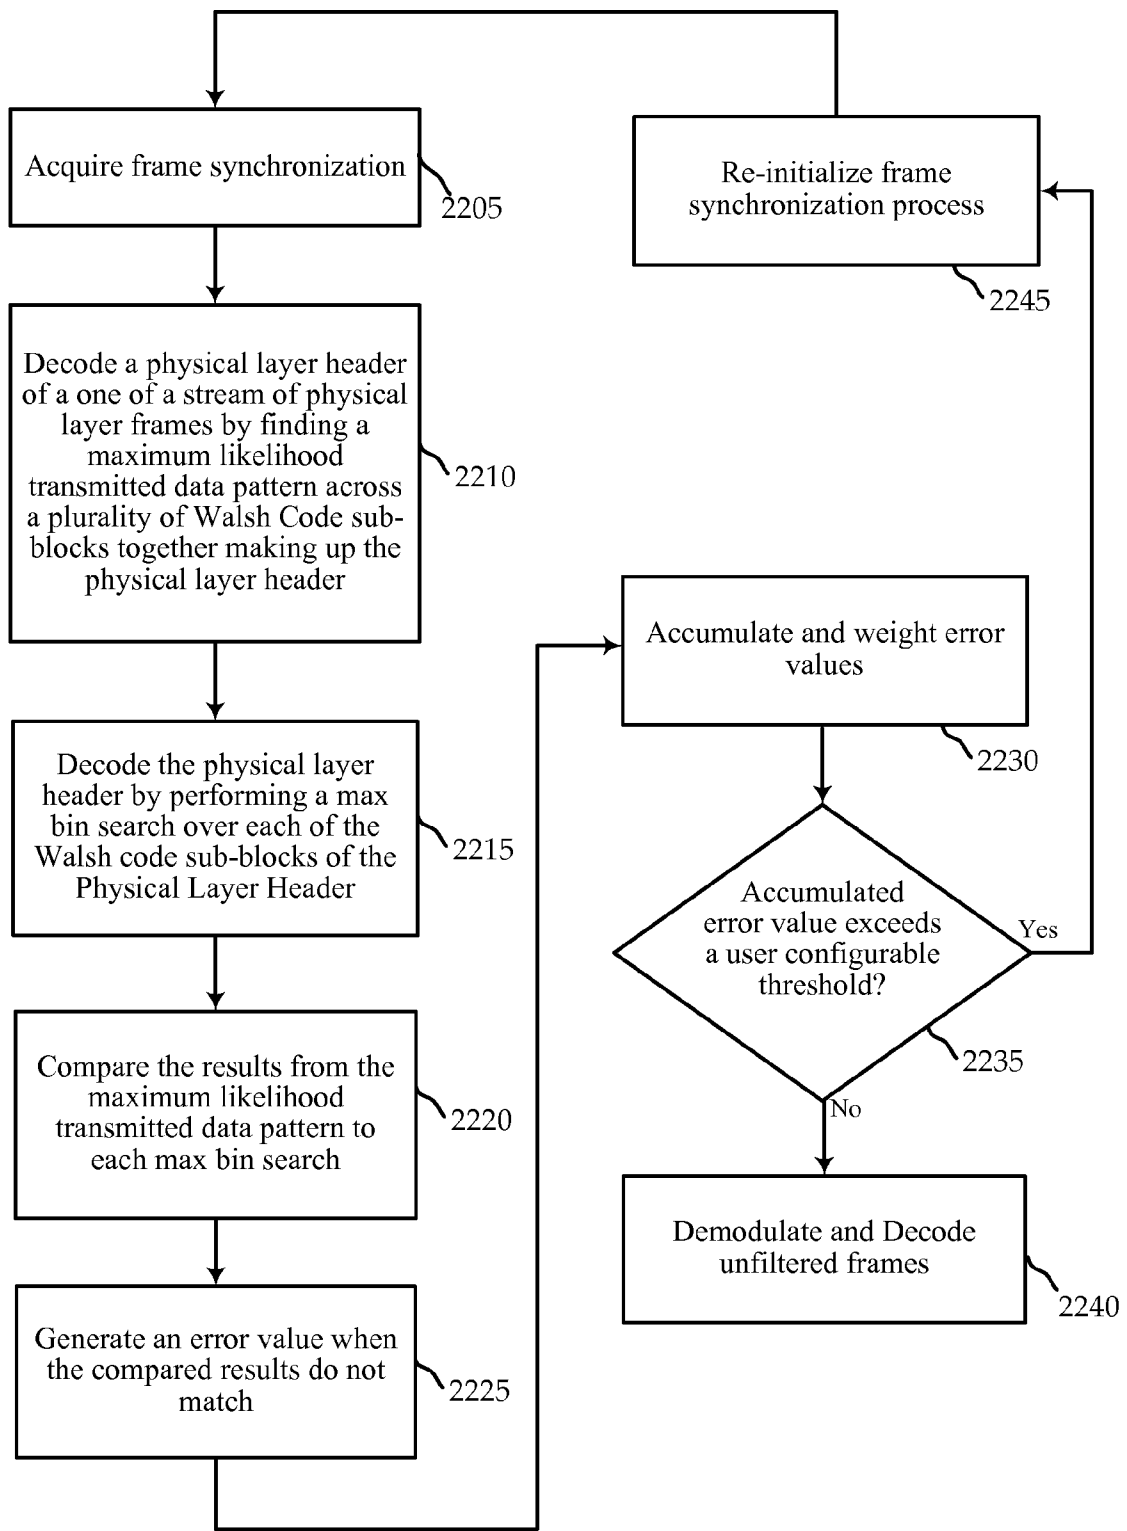 Acquire frame synchronization
2205
Decode a physical layer header
of a one of a stream of physical
layer frames by finding a
maximum likelihood
transmitted data pattern across
a plurality of Walsh Code sub-
blocks together making up the
physical layer header
2210
Decode the physical layer
header by performing a max
bin search over each of the
Walsh code sub-blocks of the
Physical Layer Header
2215
Compare the results from the
maximum likelihood
transmitted data pattern to
each max bin search
2220
Generate an error value when
the compared results do not
match
2225
Accumulate and weight error
values
2230
Accumulated
error value exceeds
a user configurable
threshold?
2235
Yes
No
Demodulate and Decode
unfiltered frames
2240
Re-initialize frame
synchronization process
2245